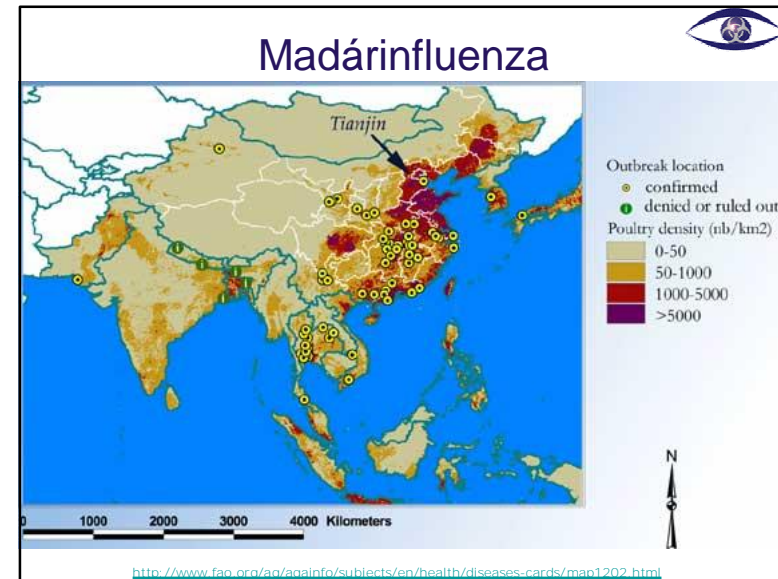 Madárinfluenza
Tianjin
Outbreak location
confirmed
denied or ruled out
Poultry density (nb/km2)
0-50
50-1000
1000-5000
>5000
N
0 1000 2000 3000 4000 Kilometers
http://www.fao.org/ag/againfo/subjects/en/health/diseases-cards/map1202.html